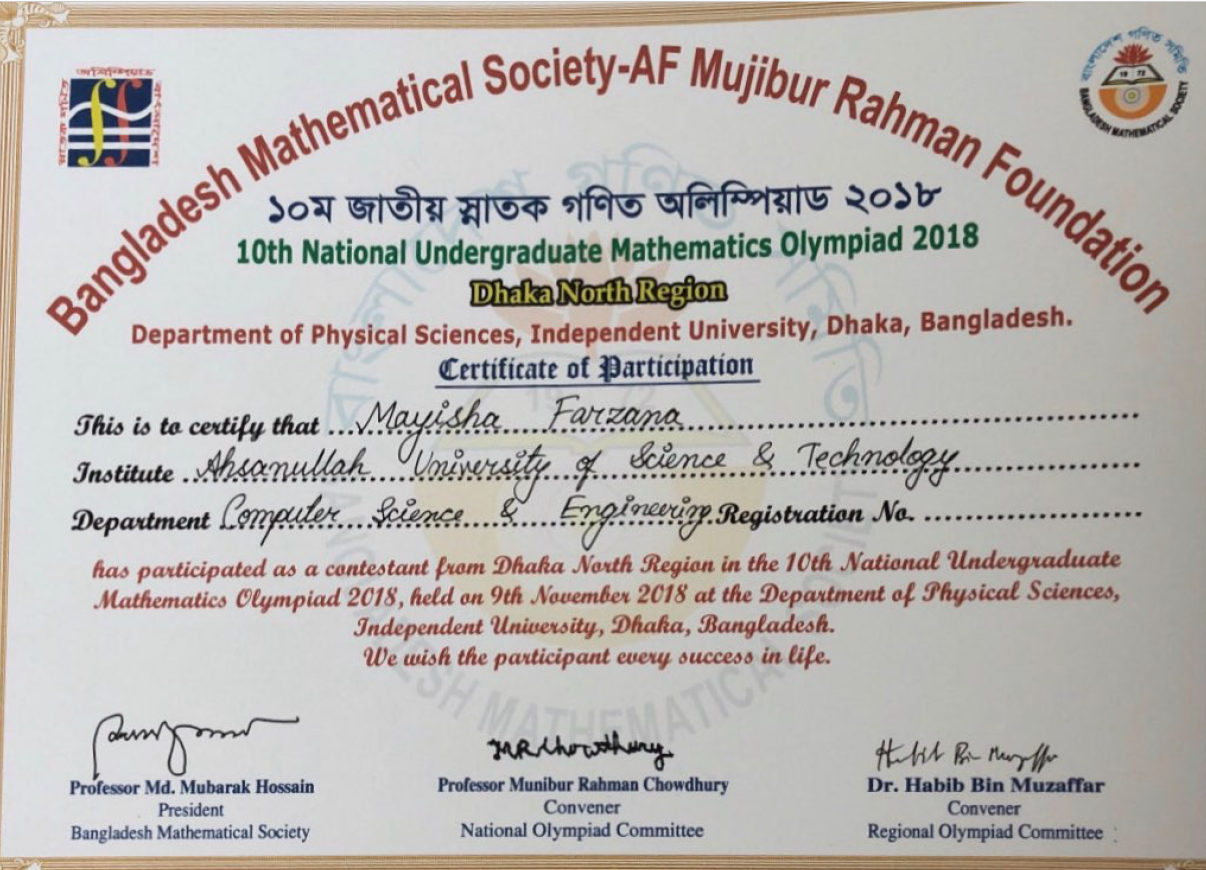 Bangladesh Mathematical Society-AF Mujibur Rahman Foundation
বাংলাদেশ গণিত সমিতি
1972
BANGLADESH MATHEMATICAL SOCIETY
১০ম জাতীয় স্নাতক গণিত অলিম্পিয়াড ২০১৮
10th National Undergraduate Mathematics Olympiad 2018
Dhaka North Region
Department of Physical Sciences, Independent University, Dhaka, Bangladesh.
Certificate of Participation
This is to certify that ...Mayisha Farzana
Institute ..Ahsanullah University of Science & Technology
Department Computer Science & Engineering Registration No. ....................
has participated as a contestant from Dhaka North Region in the 10th National Undergraduate
Mathematics Olympiad 2018, held on 9th November 2018 at the Department of Physical Sciences,
Independent University, Dhaka, Bangladesh.
We wish the participant every success in life.
Professor Md. Mubarak Hossain
President
Bangladesh Mathematical Society
MRChowdhury
Professor Munibur Rahman Chowdhury
Convener
National Olympiad Committee
Habib Bin Muzaffar
Dr. Habib Bin Muzaffar
Convener
Regional Olympiad Committee